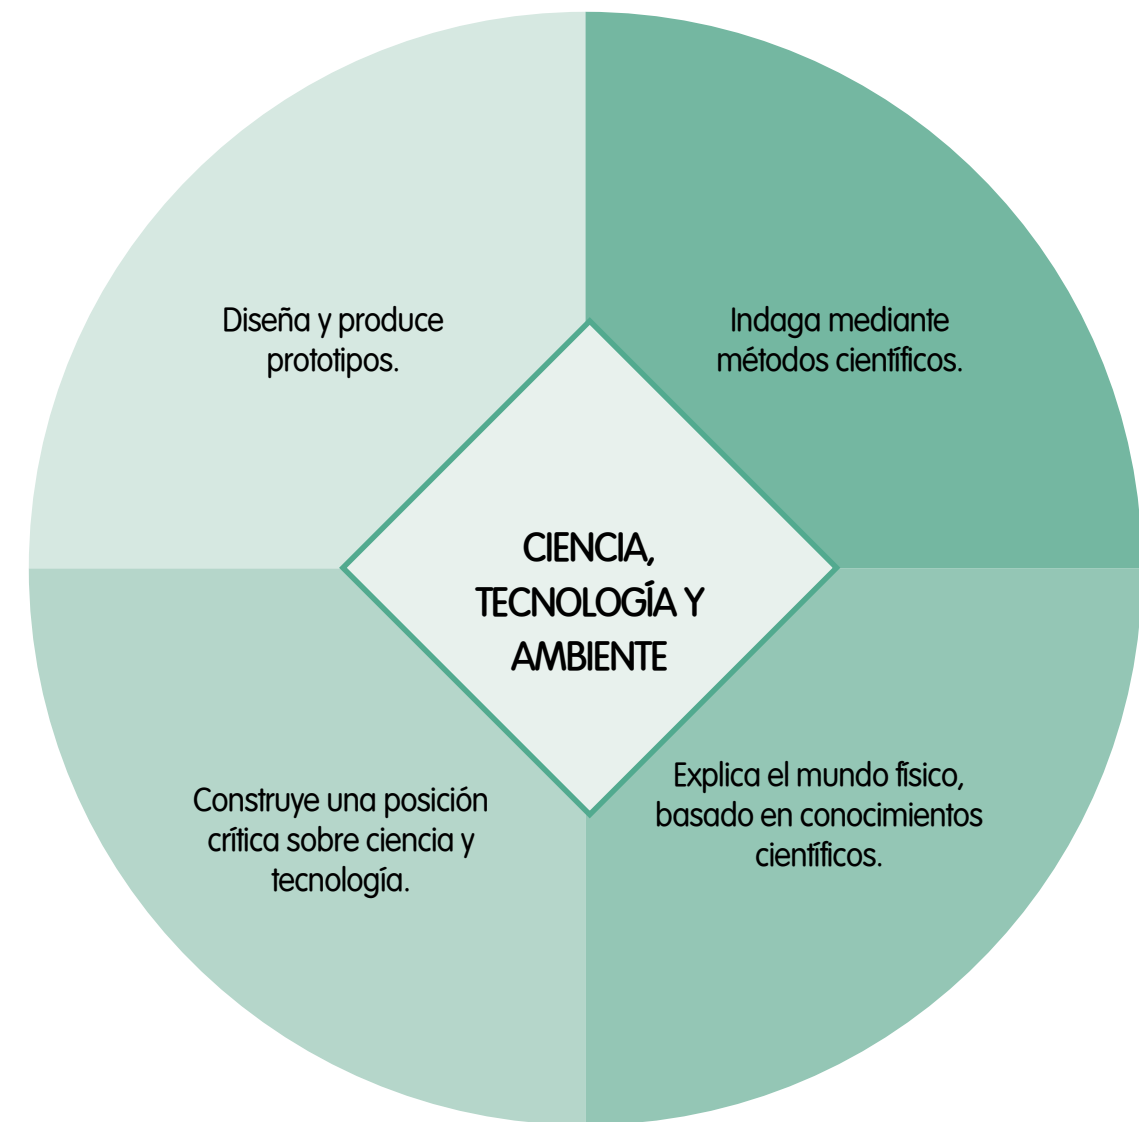 Diseña y produce
prototipos.
Indaga mediante
métodos científicos.
CIENCIA,
TECNOLOGÍA Y
AMBIENTE
Construye una posición
crítica sobre ciencia y
tecnología.
Explica el mundo físico,
basado en conocimientos
científicos.